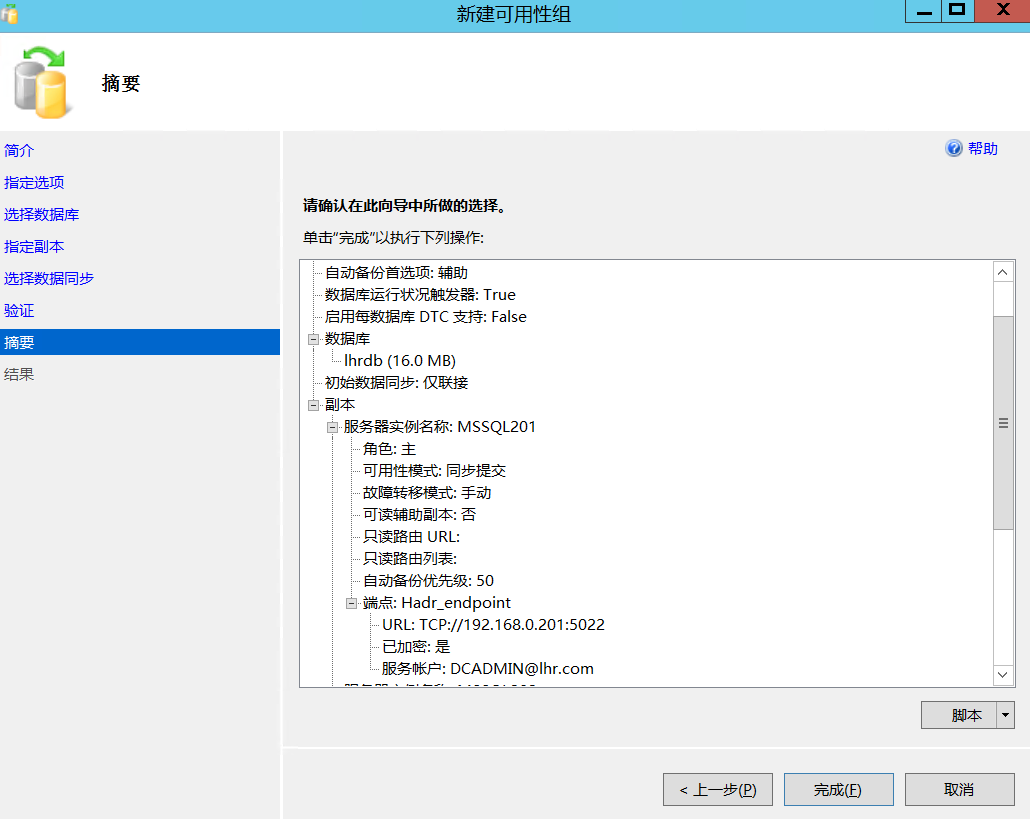 新建可用性组
摘要
简介
指定选项
选择数据库
指定副本
选择数据同步
验证
摘要
结果
帮助
请确认在此向导中所做的选择。
单击“完成”以执行下列操作:
自动备份首选项: 辅助
数据库运行状况触发器: True
启用每数据库 DTC 支持: False
数据库
lhrdb (16.0 MB)
初始数据同步: 仅联接
副本
服务器实例名称: MSSQL201
角色: 主
可用性模式: 同步提交
故障转移模式: 手动
可读辅助副本: 否
只读路由 URL:
只读路由列表:
自动备份优先级: 50
端点: Hadr_endpoint
URL: TCP://192.168.0.201:5022
已加密: 是
服务帐户: DCADMIN@lhr.com
脚本
< 上一步(P)
完成(F)
取消